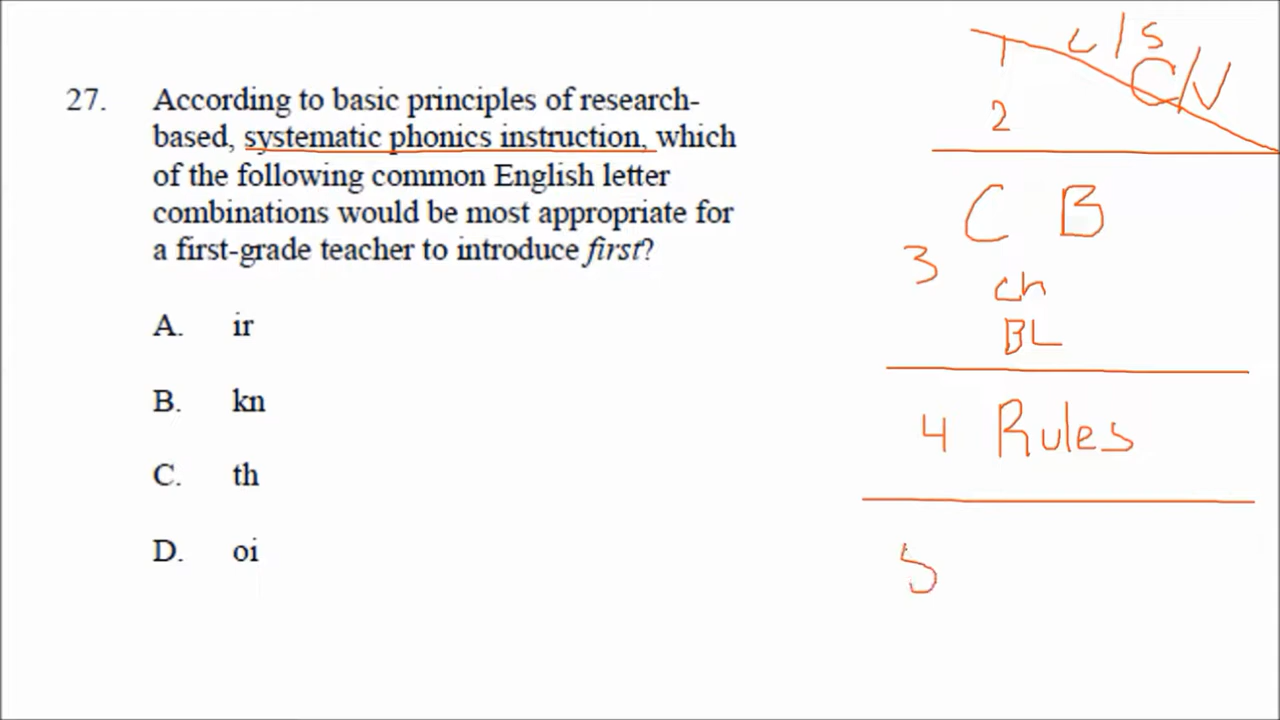 27. According to basic principles of research-
based, systematic phonics instruction, which
of the following common English letter
combinations would be most appropriate for
a first-grade teacher to introduce first?
A. ir
B. kn
C. th
D. oi
1 L/S
C/V
2
C B
3
ch
BL
4 Rules
5